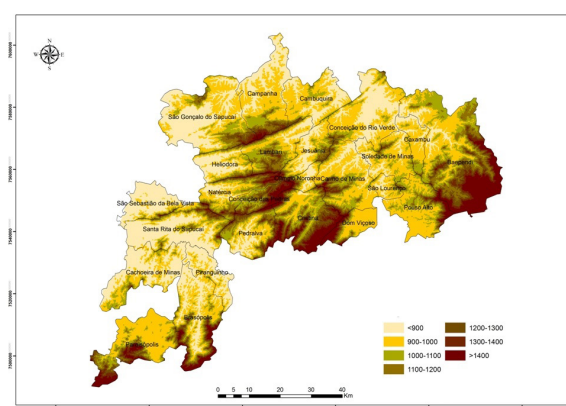 N
W E
S
Campanha
Cambuquira
São Gonçalo do Sapucaí
Conceição do Rio Verde
Caxambu
Lambari
Jesuânia
Soledade de Minas
Heliodora
Baependi
Olímpio Noronha
Carmo de Minas
Natércia
São Lourenço
Conceição das Pedras
São Sebastião da Bela Vista
Pouso Alto
Cristina
Dom Viçoso
Santa Rita do Sapucaí
Pedralva
Cachoeira de Minas
Piranguinho
Brasópolis
Paraisópolis
<900
900-1000
1000-1100
1100-1200
1200-1300
1300-1400
>1400
0 5 10 20 30 40
Km